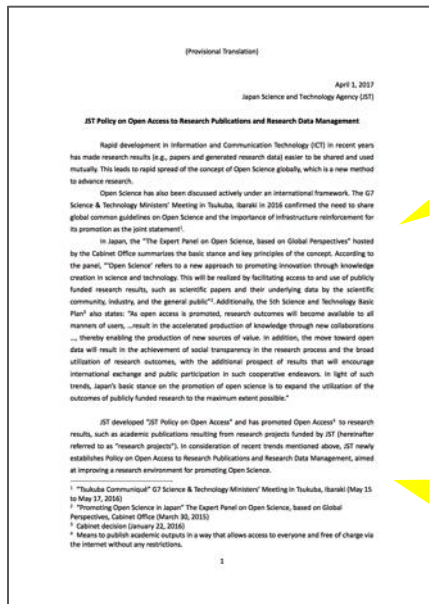 (Provisional Translation)
April 1, 2017
Japan Science and Technology Agency (JST)
JST Policy on Open Access to Research Publications and Research Data Management
Rapid development in Information and Communication Technology (ICT) in recent years
has made research results (e.g., papers and generated research data) easier to be shared and used
mutually. This leads to rapid spread of the concept of Open Science globally, which is a new method
to advance research.
Open Science has also been discussed actively under an international framework. The G7
Science & Technology Ministers' Meeting in Tsukuba, Ibaraki in 2016 confirmed the need to share
global common guidelines on Open Science and the importance of infrastructure reinforcement for
its promotion as the joint statement¹.
In Japan, the "The Expert Panel on Open Science, based on Global Perspectives" hosted
by the Cabinet Office summarizes the basic stance and key principles of the concept. According to
the panel, "'Open Science' refers to a new approach to promoting innovation through knowledge
creation in science and technology. This will be realized by facilitating access to and use of publicly
funded research results, such as scientific papers and their underlying data by the scientific
community, industry, and the general public"². Additionally, the 5th Science and Technology Basic
Plan³ also states: "As open access is promoted, research outcomes will become available to all
manners of users, ...result in the accelerated production of knowledge through new collaborations
..., thereby enabling the production of new sources of value. In addition, the move toward open
data will result in the achievement of social transparency in the research process and the broad
utilization of research outcomes, with the additional prospect of results that will encourage
international exchange and public participation in such cooperative endeavors. In light of such
trends, Japan's basic stance on the promotion of open science is to expand the utilization of the
outcomes of publicly funded research to the maximum extent possible."
JST developed "JST Policy on Open Access" and has promoted Open Access⁴ to research
results, such as academic publications resulting from research projects funded by JST (hereinafter
referred to as "research projects"). In consideration of recent trends mentioned above, JST newly
establishes Policy on Open Access to Research Publications and Research Data Management, aimed
at improving a research environment for promoting Open Science.
¹ "Tsukuba Communiqué" G7 Science & Technology Ministers' Meeting in Tsukuba, Ibaraki (May 15
to May 17, 2016)
² "Promoting Open Science in Japan" The Expert Panel on Open Science, based on Global
Perspectives, Cabinet Office (March 30, 2015)
³ Cabinet decision (January 22, 2016)
⁴ Means to publish academic outputs in a way that allows access to everyone and free of charge via
the internet without any restrictions.
1